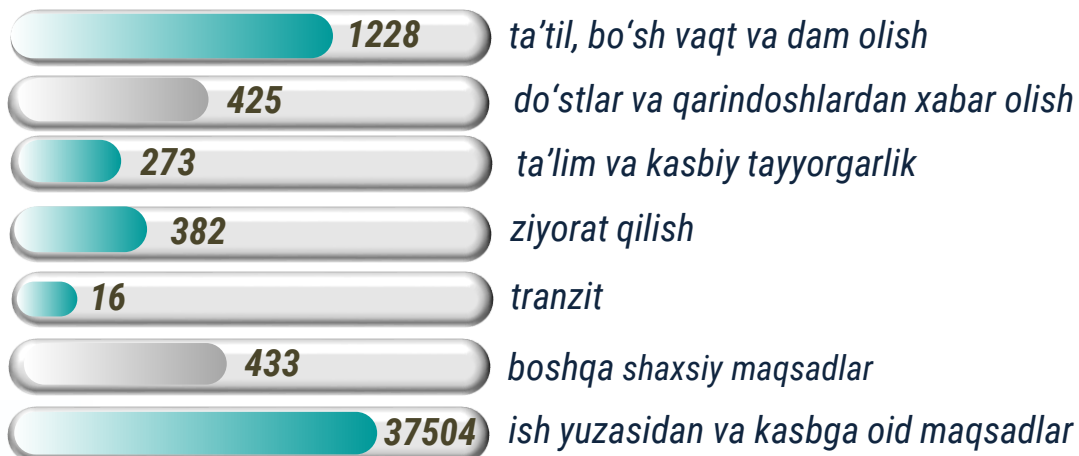 1228 ta’til, bo‘sh vaqt va dam olish
425 do‘stlar va qarindoshlardan xabar olish
273 ta’lim va kasbiy tayyorgarlik
382 ziyorat qilish
16 tranzit
433 boshqa shaxsiy maqsadlar
37504 ish yuzasidan va kasbga oid maqsadlar